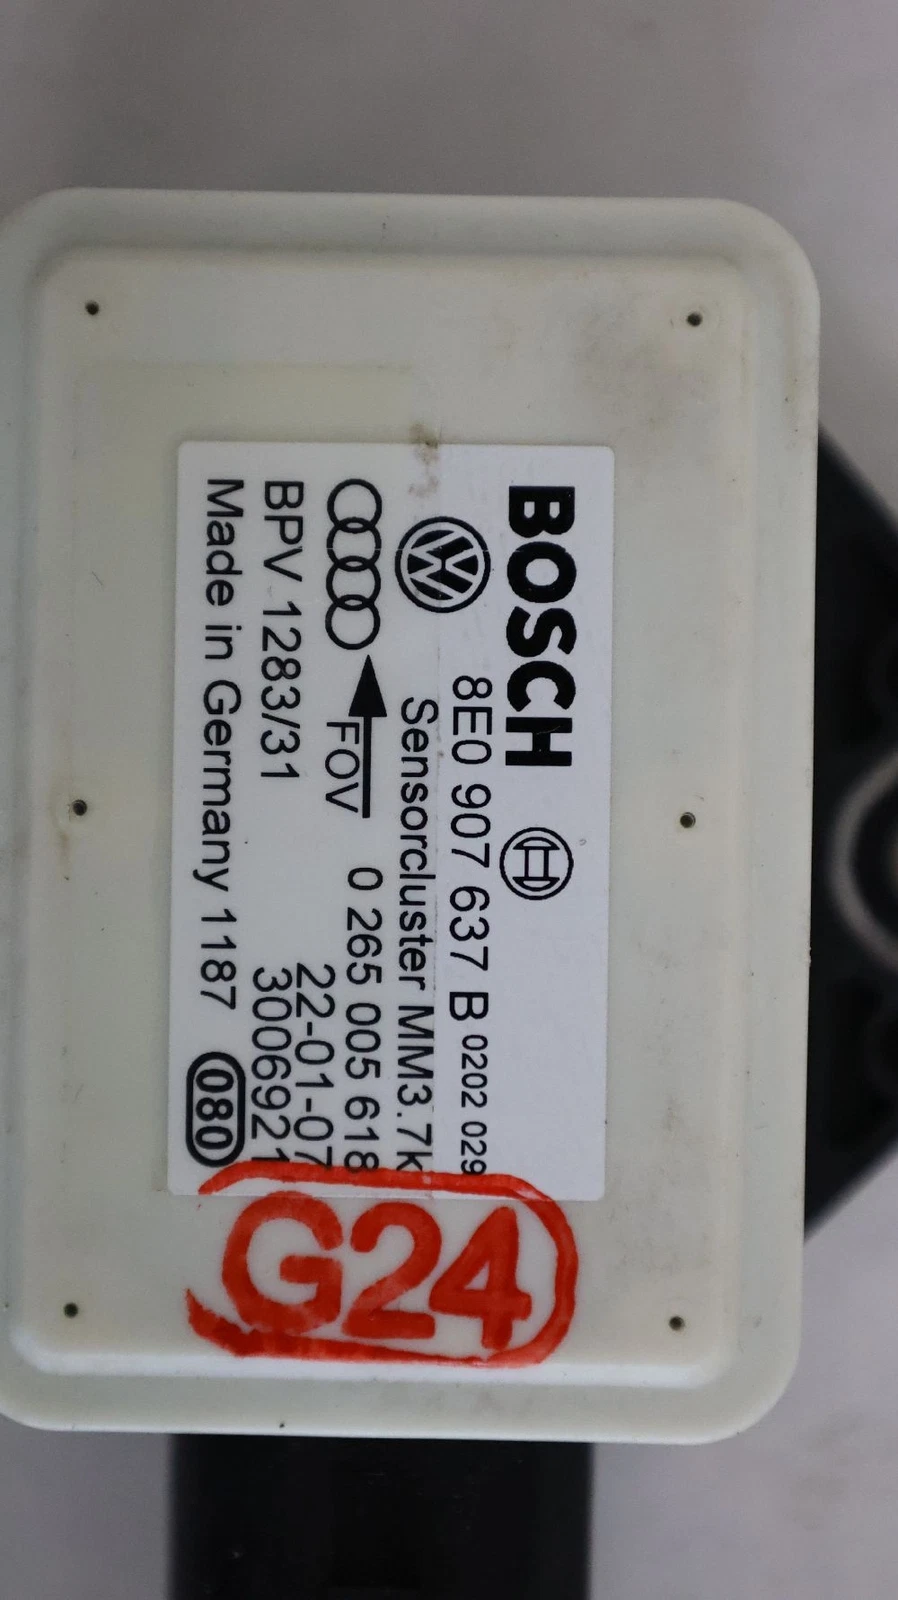 BOSCH
8E0 907 637 B 0202 029
Sensorcluster MM3.7k
FOV 0 265 005 618
22-01-07
BPV 1283/31 3006921
Made in Germany 1187 080
G24